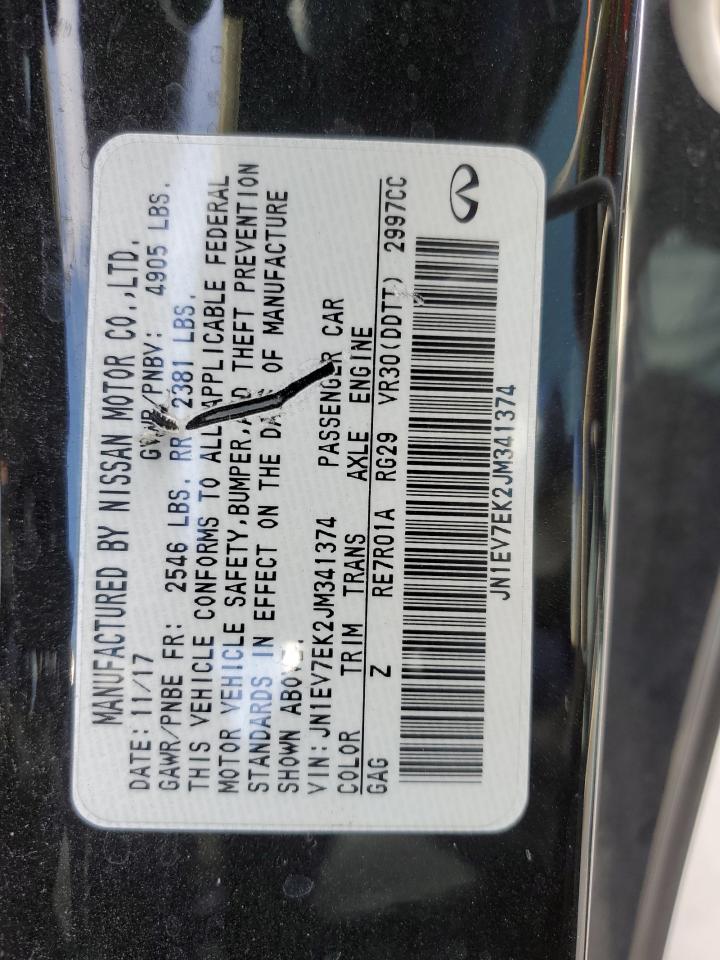 MANUFACTURED BY NISSAN MOTOR CO.,LTD.
DATE: 11/17 GVWR/PNBV: 4905 LBS.
GAWR/PNBE FR: 2546 LBS. RR 2381 LBS.
THIS VEHICLE CONFORMS TO ALL APPLICABLE FEDERAL
MOTOR VEHICLE SAFETY,BUMPER,AND THEFT PREVENTION
STANDARDS IN EFFECT ON THE DATE OF MANUFACTURE
SHOWN ABOVE.
VIN:JN1EV7EK2JM341374 PASSENGER CAR
COLOR TRIM TRANS AXLE ENGINE
GAG Z RE7R01A RG29 VR30(DDTT) 2997CC
JN1EV7EK2JM341374